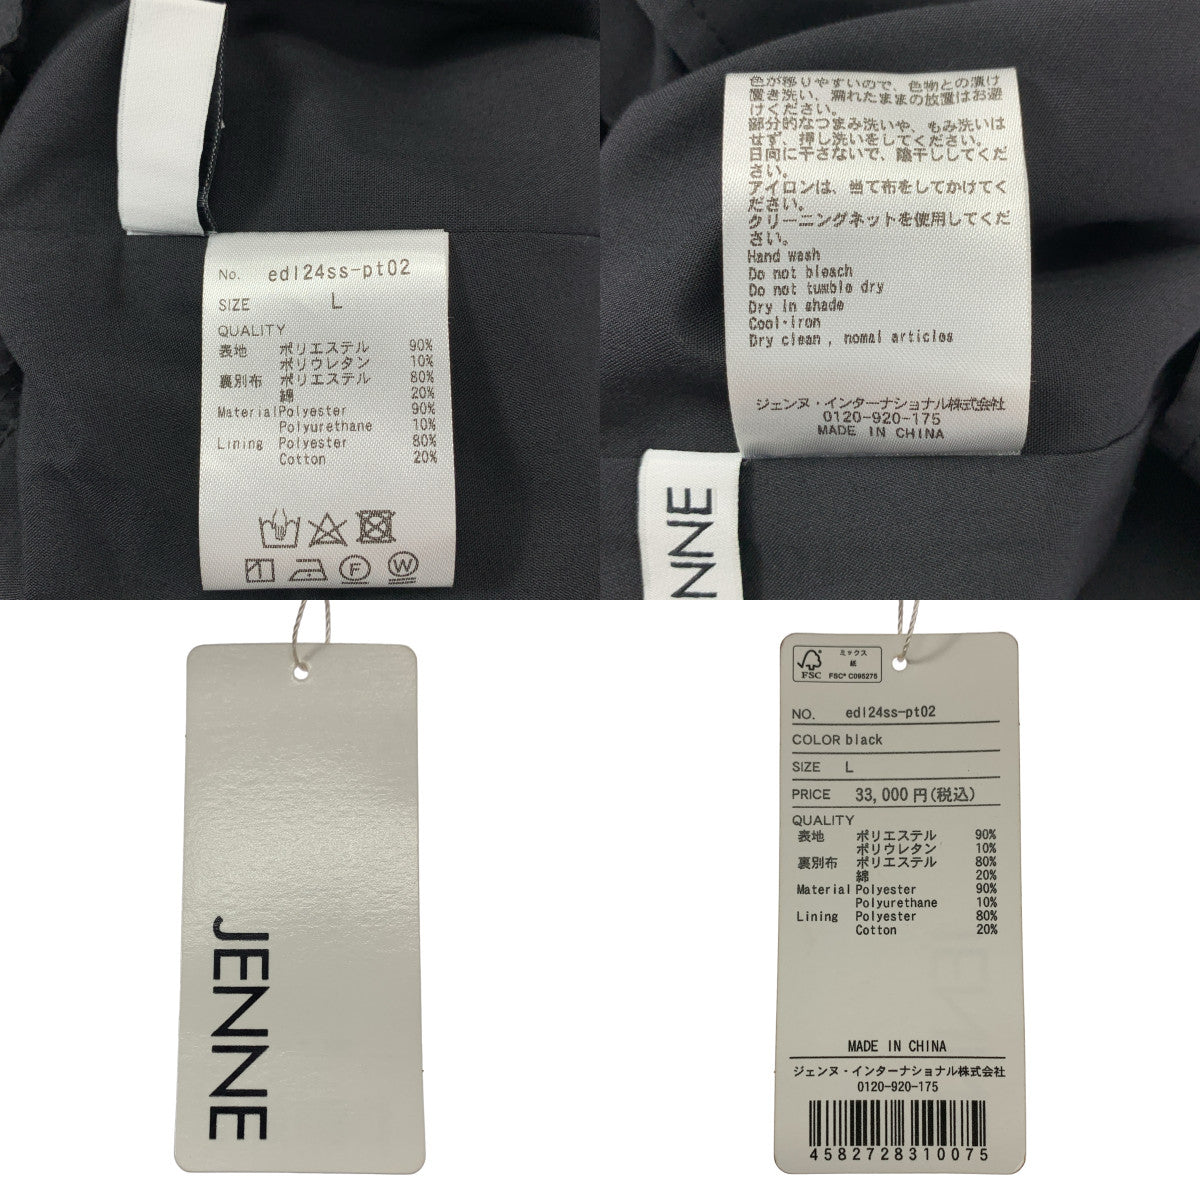 No. edl24ss-pt02
SIZE L
QUALITY
表地 ポリエステル 90%
ポリウレタン 10%
裏別布 ポリエステル 80%
綿 20%
Material Polyester 90%
Polyurethane 10%
Lining Polyester 80%
Cotton 20%
1 F W
色が移りやすいので、色物との漬け
置き洗い、濡れたままの放置はお避
けください。
部分的なつまみ洗いや、もみ洗いは
せず、押し洗いをしてください。
日向に干さないで、陰干ししてくだ
さい。
アイロンは、当て布をしてかけてく
ださい。
クリーニングネットを使用してくだ
さい。
Hand wash
Do not bleach
Do not tumble dry
Dry in shade
Cool-iron
Dry clean , nomal articles
ジェンヌ・インターナショナル株式会社
0120-920-175
MADE IN CHINA
NNE
JENNE
FSC
ミックス
紙
FSC® C095275
NO. edl24ss-pt02
COLOR black
SIZE L
PRICE 33,000円(税込)
QUALITY
表地 ポリエステル 90%
ポリウレタン 10%
裏別布 ポリエステル 80%
綿 20%
Material Polyester 90%
Polyurethane 10%
Lining Polyester 80%
Cotton 20%
MADE IN CHINA
ジェンヌ・インターナショナル株式会社
0120-920-175
4582728310075